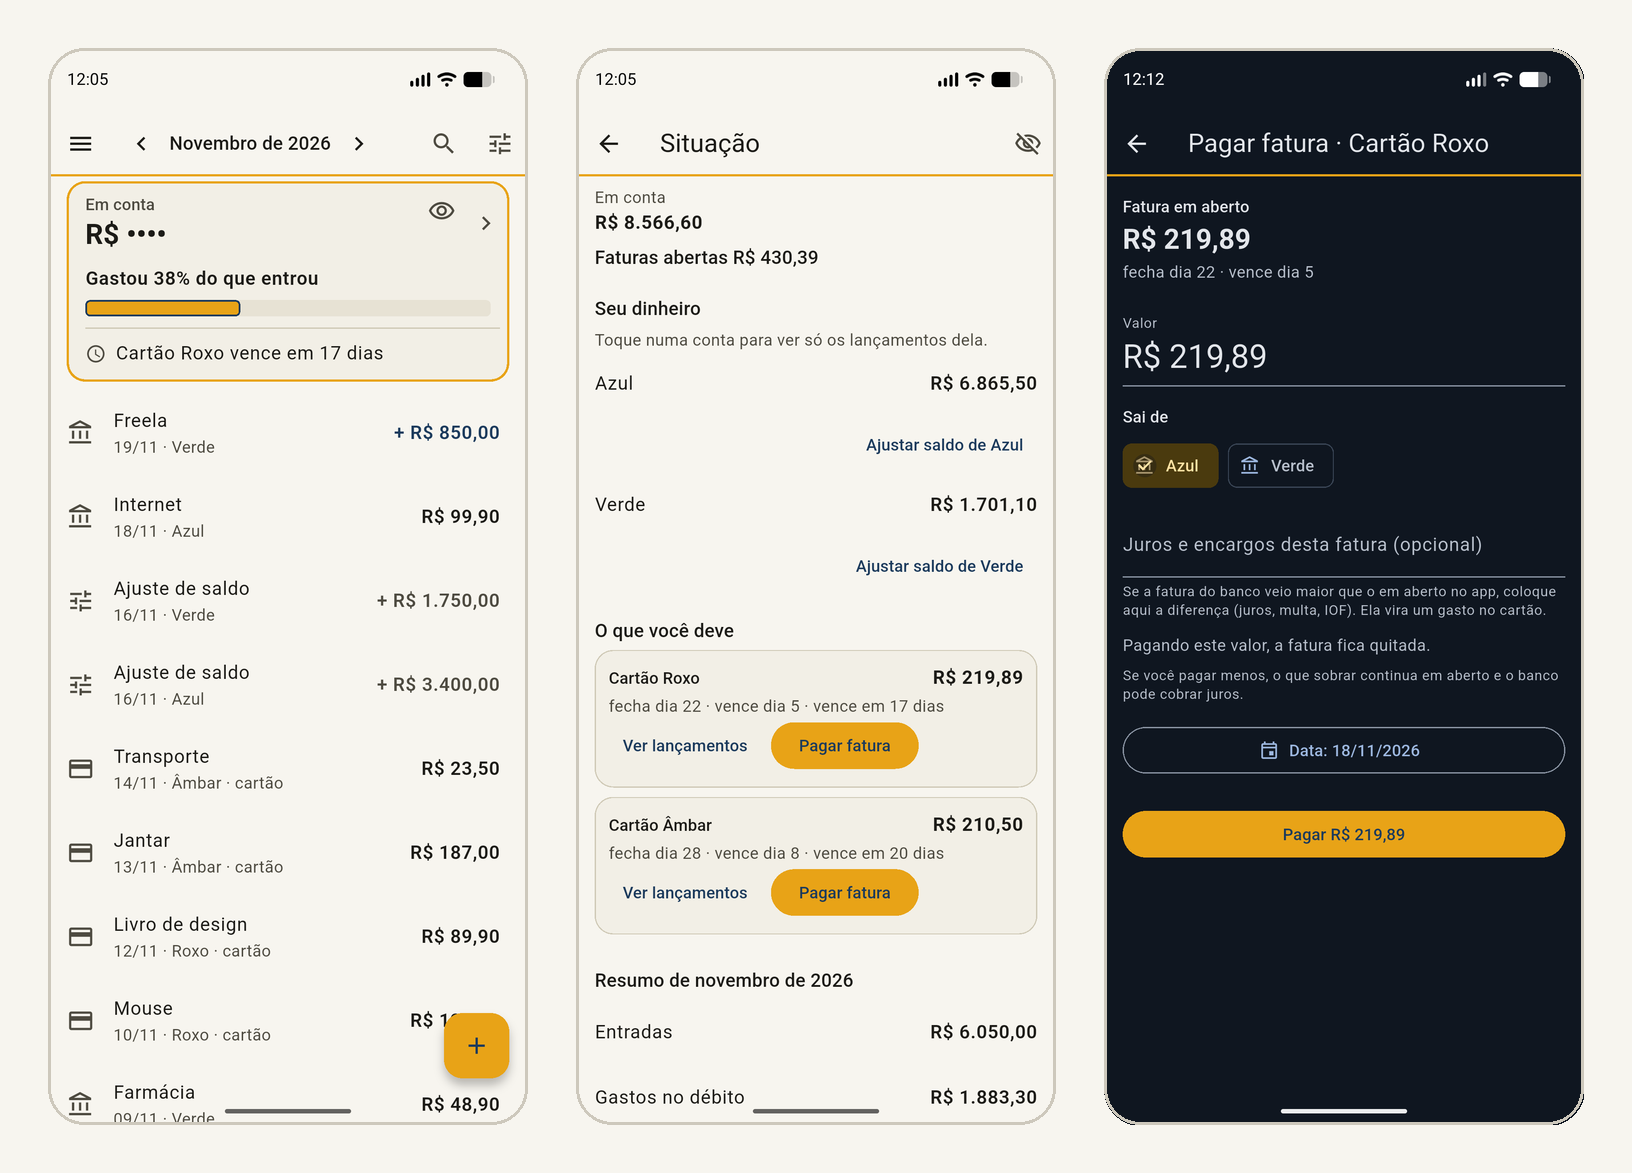 12:05
Novembro de 2026
Em conta
R$ ••••
Gastou 38% do que entrou
Cartão Roxo vence em 17 dias
Freela
19/11 · Verde
+ R$ 850,00
Internet
18/11 · Azul
R$ 99,90
Ajuste de saldo
16/11 · Verde
+ R$ 1.750,00
Ajuste de saldo
16/11 · Azul
+ R$ 3.400,00
Transporte
14/11 · Âmbar · cartão
R$ 23,50
Jantar
13/11 · Âmbar · cartão
R$ 187,00
Livro de design
12/11 · Roxo · cartão
R$ 89,90
Mouse
10/11 · Roxo · cartão
R$
+
Farmácia
09/11 · Verde
R$ 48,90
12:05
Situação
Em conta
R$ 8.566,60
Faturas abertas R$ 430,39
Seu dinheiro
Toque numa conta para ver só os lançamentos dela.
Azul
R$ 6.865,50
Ajustar saldo de Azul
Verde
R$ 1.701,10
Ajustar saldo de Verde
O que você deve
Cartão Roxo
R$ 219,89
fecha dia 22 · vence dia 5 · vence em 17 dias
Ver lançamentos
Pagar fatura
Cartão Âmbar
R$ 210,50
fecha dia 28 · vence dia 8 · vence em 20 dias
Ver lançamentos
Pagar fatura
Resumo de novembro de 2026
Entradas
R$ 6.050,00
Gastos no débito
R$ 1.883,30
12:12
Pagar fatura · Cartão Roxo
Fatura em aberto
R$ 219,89
fecha dia 22 · vence dia 5
Valor
R$ 219,89
Sai de
Azul
Verde
Juros e encargos desta fatura (opcional)
Se a fatura do banco veio maior que o em aberto no app, coloque
aqui a diferença (juros, multa, IOF). Ela vira um gasto no cartão.
Pagando este valor, a fatura fica quitada.
Se você pagar menos, o que sobrar continua em aberto e o banco
pode cobrar juros.
Data: 18/11/2026
Pagar R$ 219,89